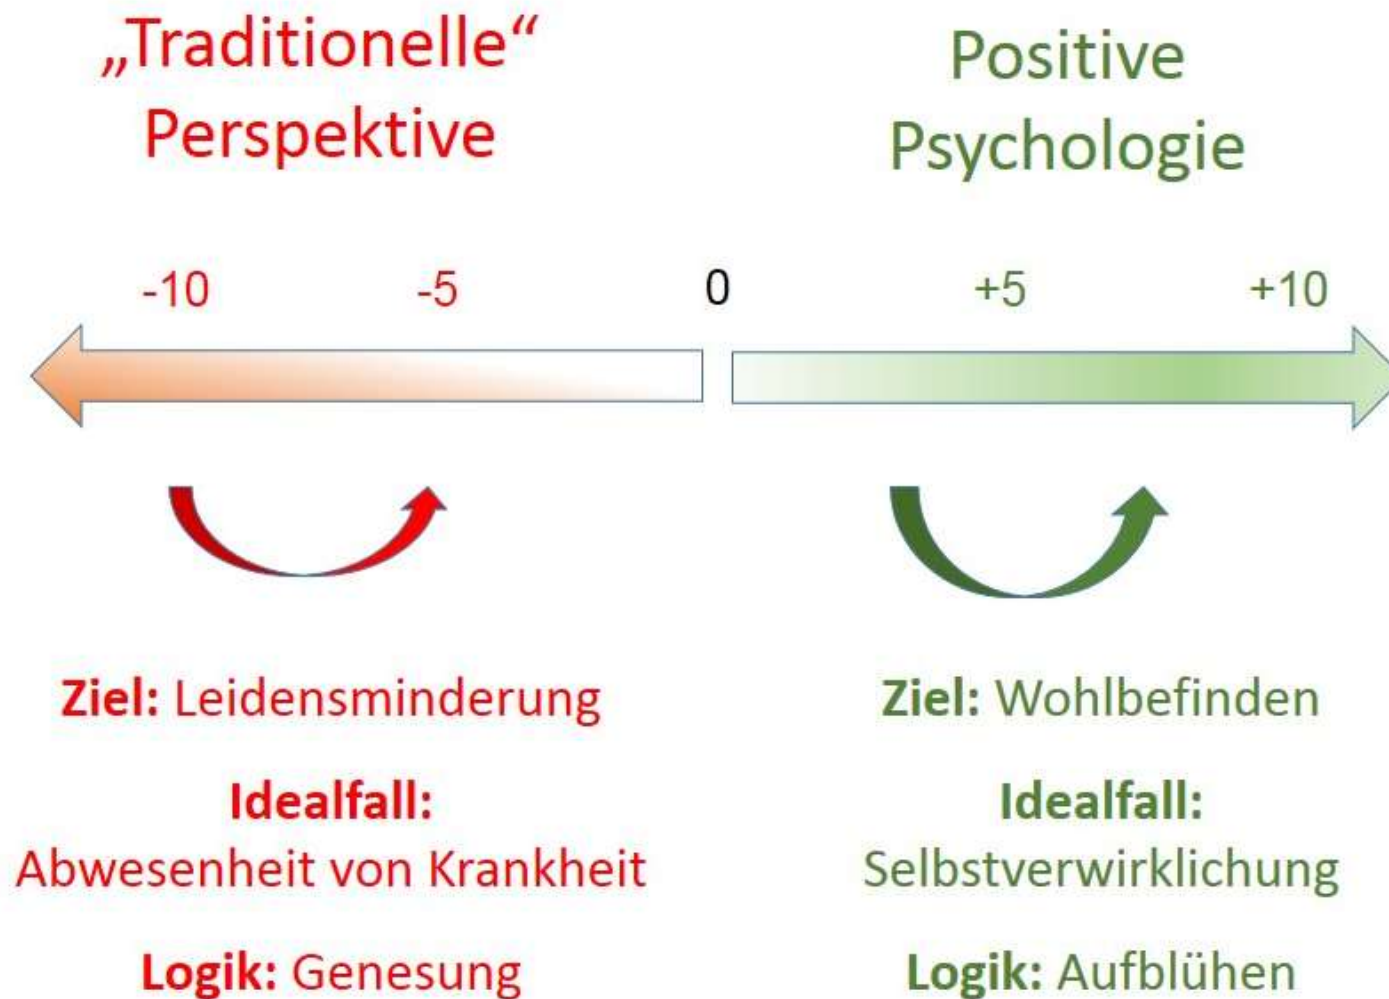 „Traditionelle“
Perspektive
Positive
Psychologie
-10 -5 0 +5 +10
Ziel: Leidensminderung
Idealfall:
Abwesenheit von Krankheit
Logik: Genesung
Ziel: Wohlbefinden
Idealfall:
Selbstverwirklichung
Logik: Aufblühen